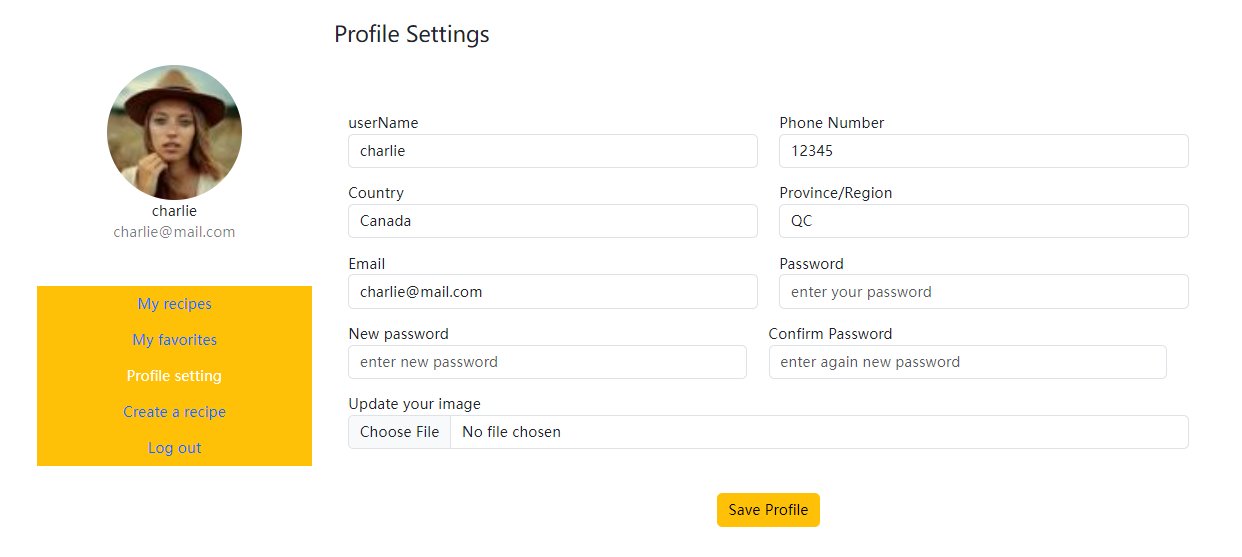 Profile Settings
charlie
charlie@mail.com
My recipes
My favorites
Profile setting
Create a recipe
Log out
userName
charlie
Phone Number
12345
Country
Canada
Province/Region
QC
Email
charlie@mail.com
Password
enter your password
New password
enter new password
Confirm Password
enter again new password
Update your image
Choose File No file chosen
Save Profile